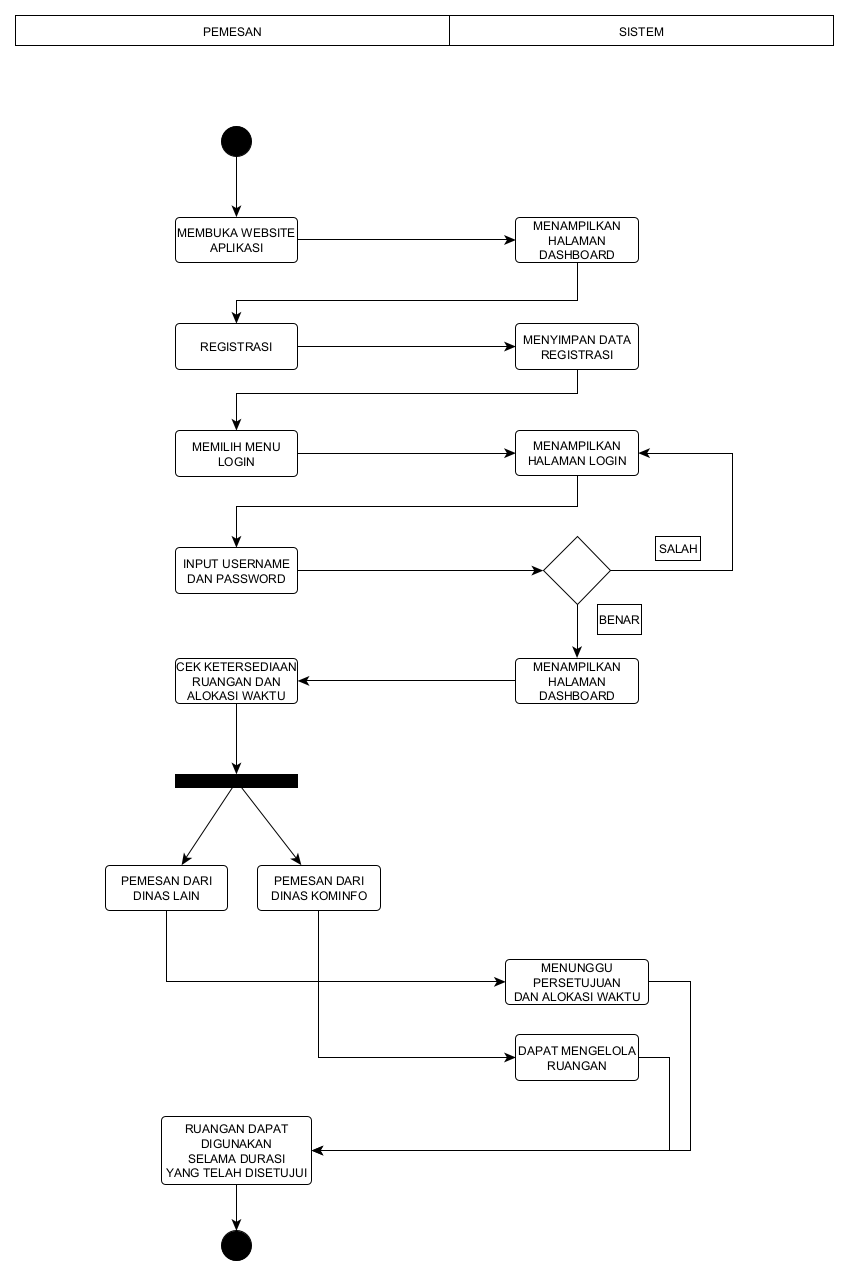 PEMESAN
SISTEM
MEMBUKA WEBSITE
APLIKASI
MENAMPILKAN
HALAMAN
DASHBOARD
REGISTRASI
MENYIMPAN DATA
REGISTRASI
MEMILIH MENU
LOGIN
MENAMPILKAN
HALAMAN LOGIN
INPUT USERNAME
DAN PASSWORD
SALAH
BENAR
CEK KETERSEDIAAN
RUANGAN DAN
ALOKASI WAKTU
MENAMPILKAN
HALAMAN
DASHBOARD
PEMESAN DARI
DINAS LAIN
PEMESAN DARI
DINAS KOMINFO
MENUNGGU
PERSETUJUAN
DAN ALOKASI WAKTU
DAPAT MENGELOLA
RUANGAN
RUANGAN DAPAT
DIGUNAKAN
SELAMA DURASI
YANG TELAH DISETUJUI